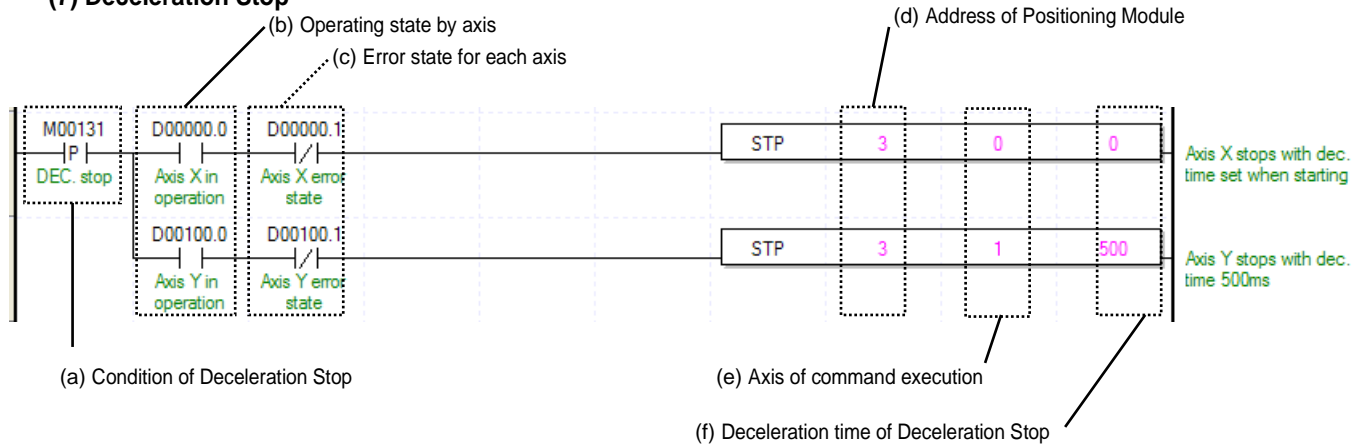 (7) Deceleration Stop
(b) Operating state by axis
(d) Address of Positioning Module
(c) Error state for each axis
M00131
P
DEC. stop
D00000.0
Axis X in
operation
D00000.1
Axis X error
state
STP 3 0 0
Axis X stops with dec.
time set when starting
D00100.0
Axis Y in
operation
D00100.1
Axis Y error
state
STP 3 1 500
Axis Y stops with dec.
time 500ms
(a) Condition of Deceleration Stop
(e) Axis of command execution
(f) Deceleration time of Deceleration Stop